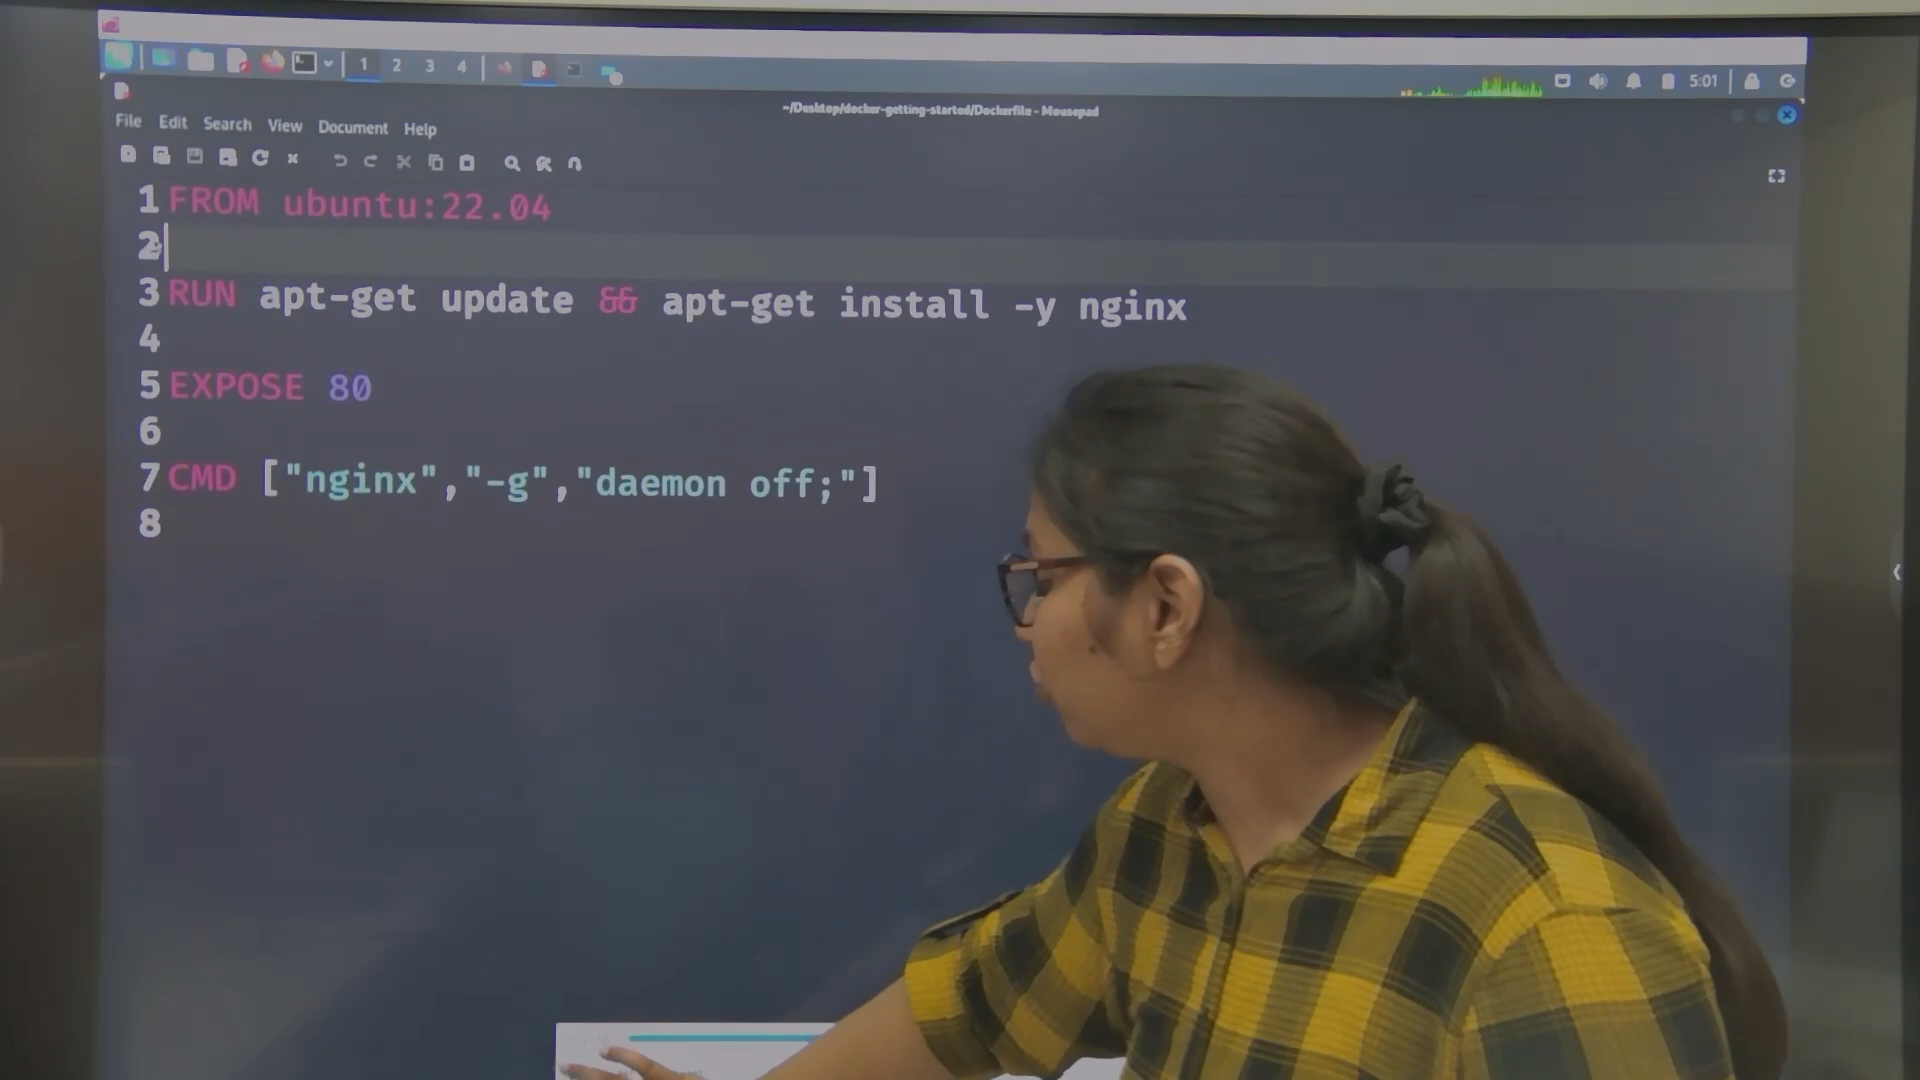 1 2 3 4
5:01
~/Desktop/docker-getting-started/Dockerfile - Mousepad
File Edit Search View Document Help
1 FROM ubuntu:22.04
2
3 RUN apt-get update && apt-get install -y nginx
4
5 EXPOSE 80
6
7 CMD ["nginx","-g","daemon off;"]
8